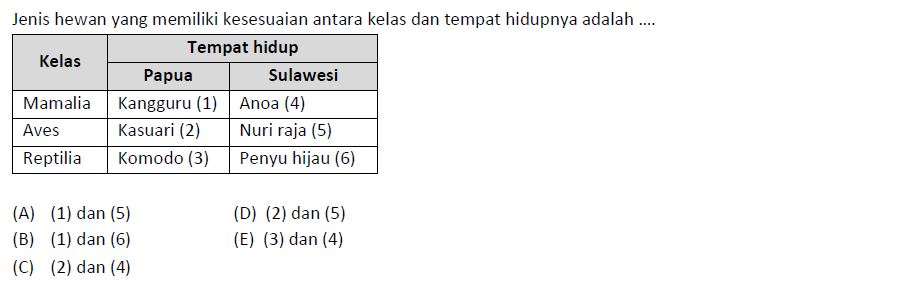 Jenis hewan yang memiliki kesesuaian antara kelas dan tempat hidupnya adalah ....
Kelas Tempat hidup
Papua Sulawesi
Mamalia Kangguru (1) Anoa (4)
Aves Kasuari (2) Nuri raja (5)
Reptilia Komodo (3) Penyu hijau (6)
(A) (1) dan (5) (D) (2) dan (5)
(B) (1) dan (6) (E) (3) dan (4)
(C) (2) dan (4)